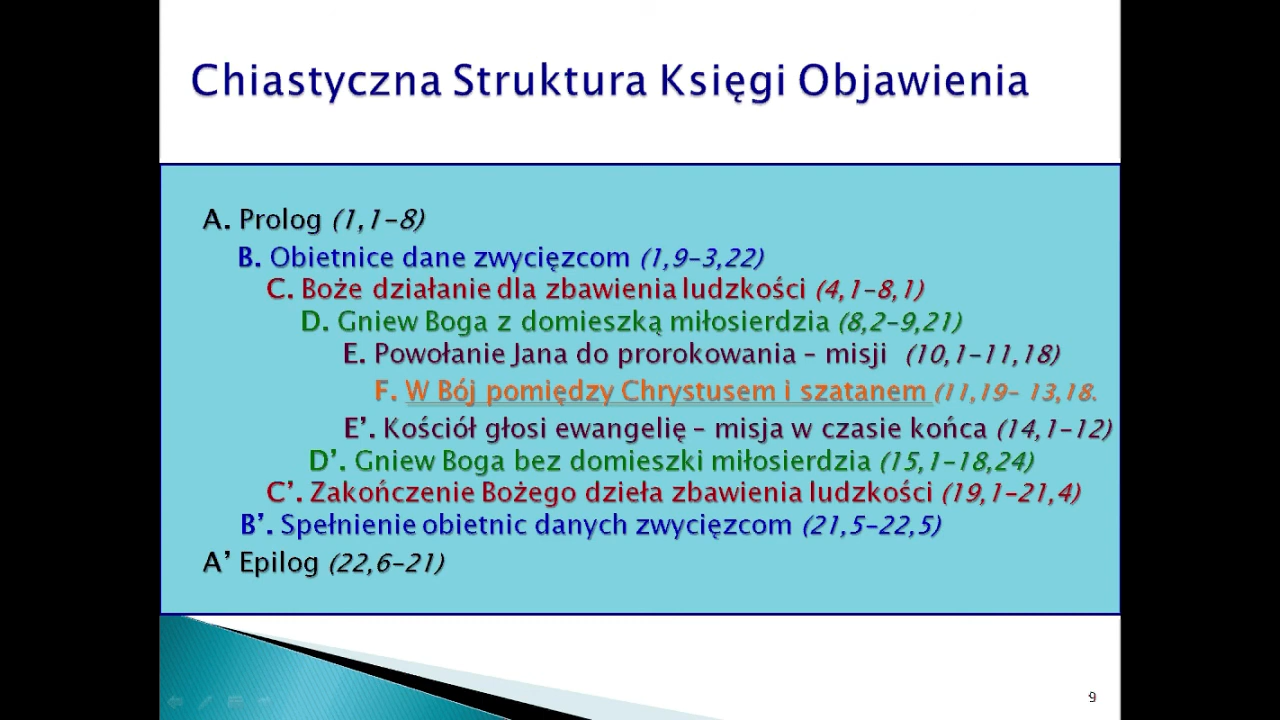 Chiastyczna Struktura Księgi Objawienia
A. Prolog (1,1-8)
B. Obietnice dane zwycięzcom (1,9-3,22)
C. Boże działanie dla zbawienia ludzkości (4,1-8,1)
D. Gniew Boga z domieszką miłosierdzia (8,2-9,21)
E. Powołanie Jana do prorokowania – misji (10,1-11,18)
F. W Bój pomiędzy Chrystusem i szatanem (11,19- 13,18.
E’. Kościół głosi ewangelię – misja w czasie końca (14,1-12)
D’. Gniew Boga bez domieszki miłosierdzia (15,1-18,24)
C’. Zakończenie Bożego dzieła zbawienia ludzkości (19,1-21,4)
B’. Spełnienie obietnic danych zwycięzcom (21,5-22,5)
A’ Epilog (22,6-21)
9